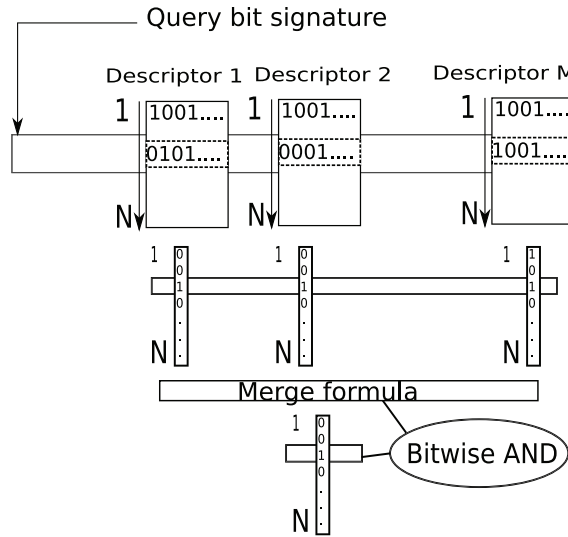 Query bit signature
Descriptor 1 Descriptor 2 Descriptor M
1 1001.... 1 1001.... 1 1001....
0101.... 0001.... 1001....
N N N
1 0 1 0 1 1
0 0 0
1 1 1
0 0 0
. . .
. . .
N . N . N .
Merge formula
1 0
0
1
0
.
.
N .
Bitwise AND